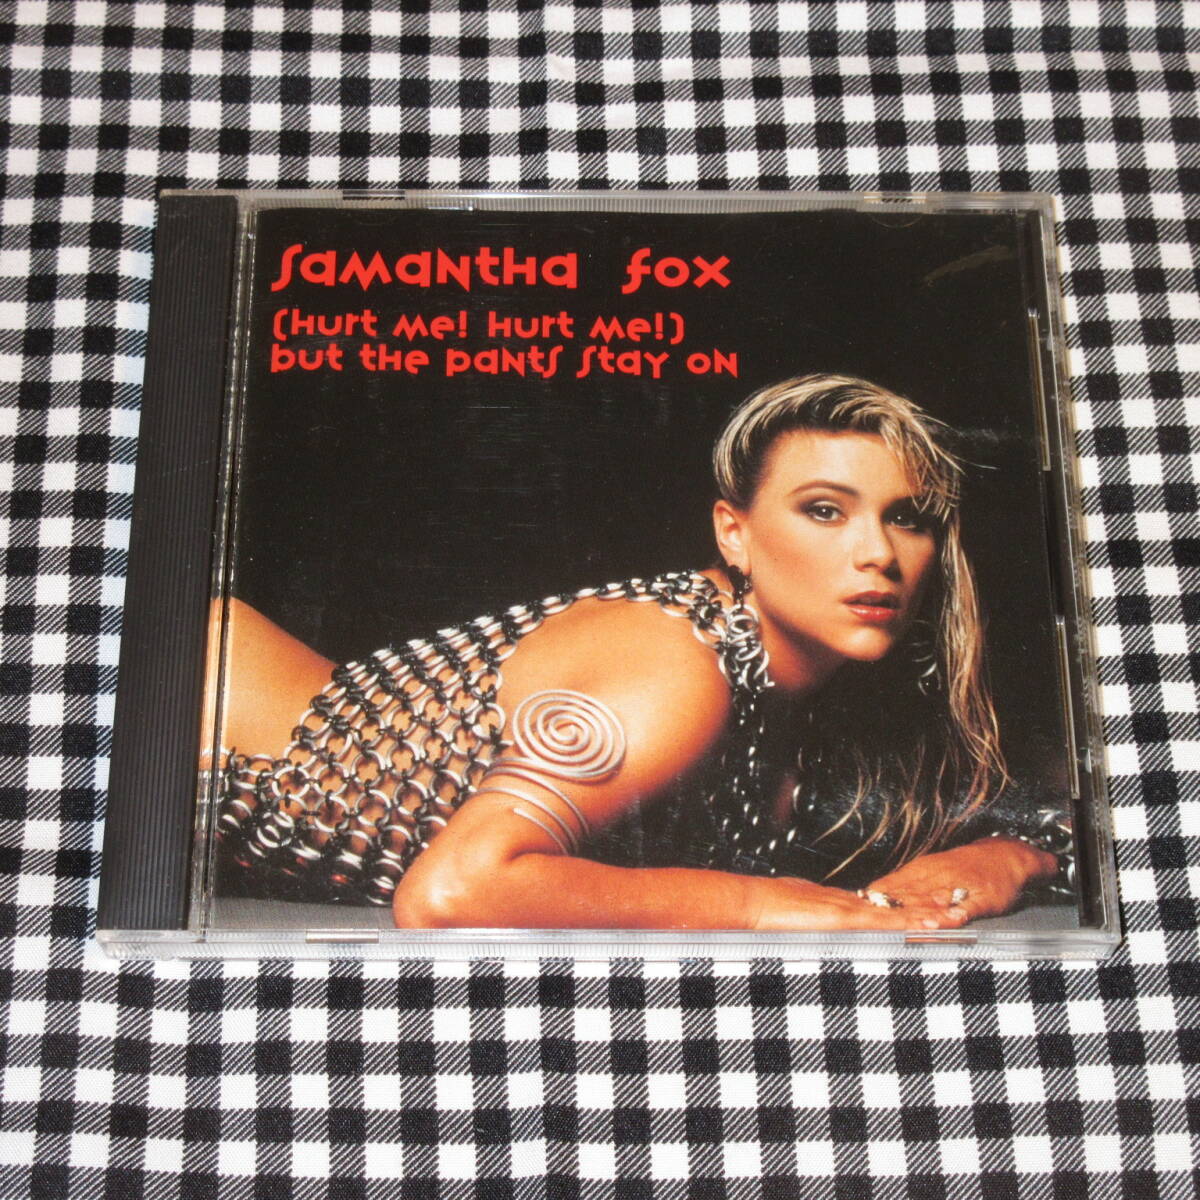 Samantha Fox
(Hurt Me! Hurt Me!)
But The Pants Stay On